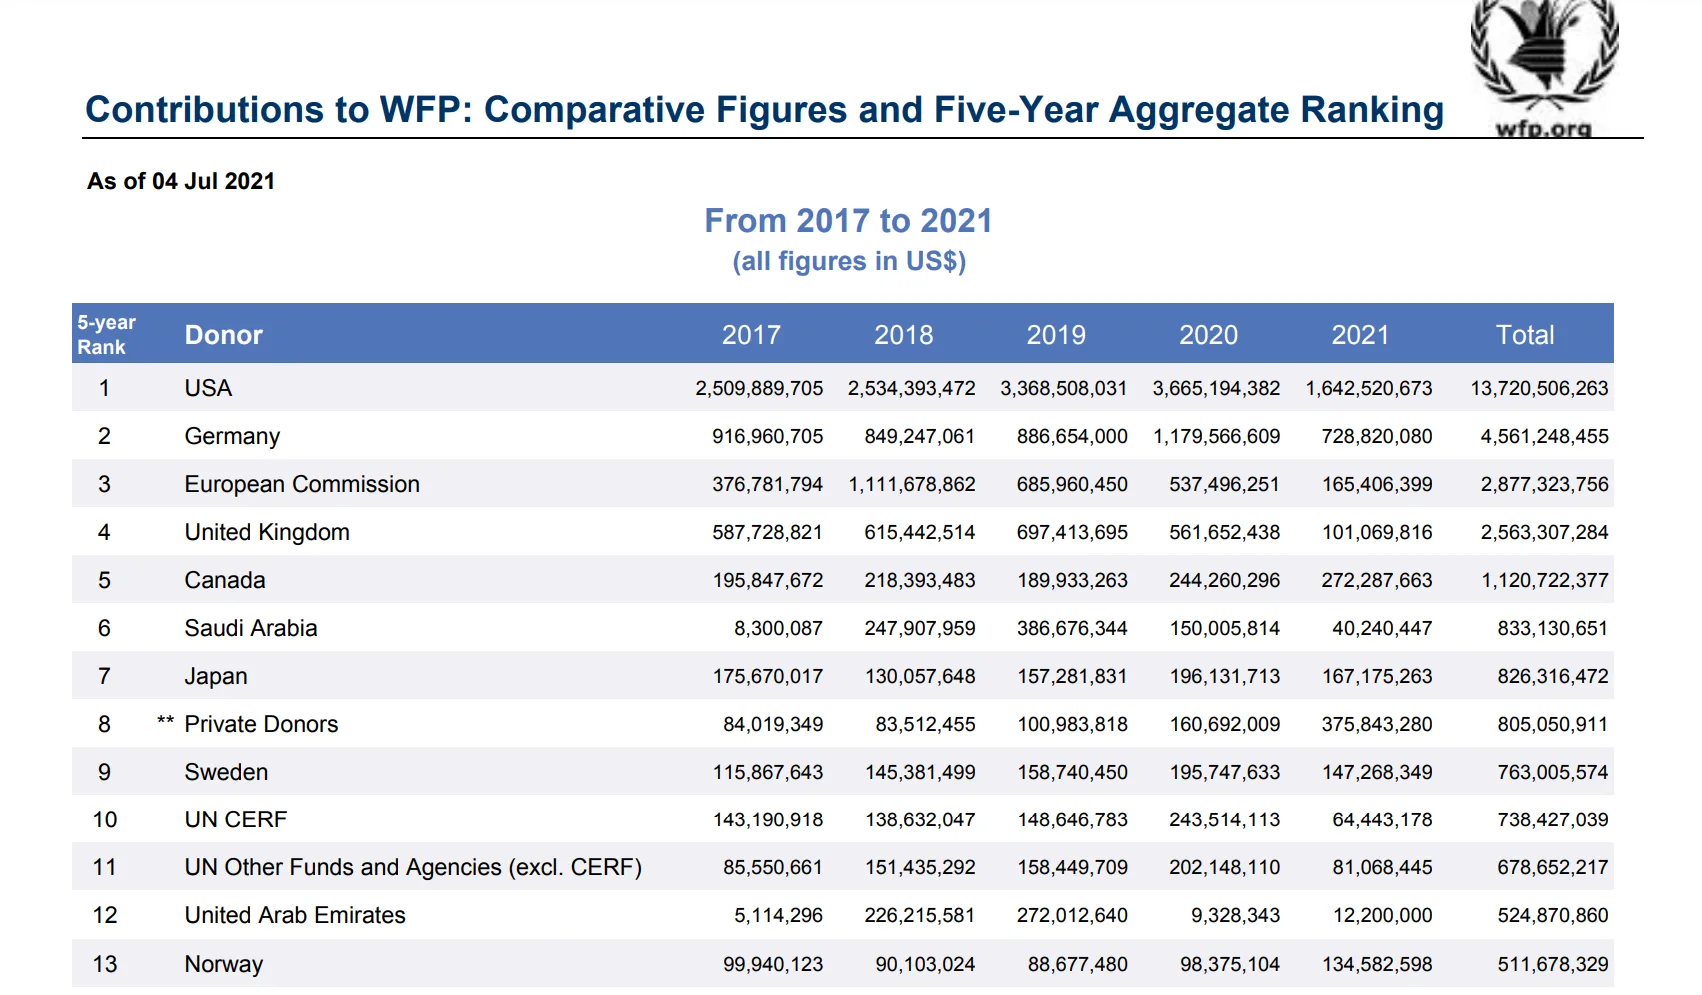 wfp.org
Contributions to WFP: Comparative Figures and Five-Year Aggregate Ranking
As of 04 Jul 2021
From 2017 to 2021
(all figures in US$)
5-year Rank Donor 2017 2018 2019 2020 2021 Total
1 USA 2,509,889,705 2,534,393,472 3,368,508,031 3,665,194,382 1,642,520,673 13,720,506,263
2 Germany 916,960,705 849,247,061 886,654,000 1,179,566,609 728,820,080 4,561,248,455
3 European Commission 376,781,794 1,111,678,862 685,960,450 537,496,251 165,406,399 2,877,323,756
4 United Kingdom 587,728,821 615,442,514 697,413,695 561,652,438 101,069,816 2,563,307,284
5 Canada 195,847,672 218,393,483 189,933,263 244,260,296 272,287,663 1,120,722,377
6 Saudi Arabia 8,300,087 247,907,959 386,676,344 150,005,814 40,240,447 833,130,651
7 Japan 175,670,017 130,057,648 157,281,831 196,131,713 167,175,263 826,316,472
8 ** Private Donors 84,019,349 83,512,455 100,983,818 160,692,009 375,843,280 805,050,911
9 Sweden 115,867,643 145,381,499 158,740,450 195,747,633 147,268,349 763,005,574
10 UN CERF 143,190,918 138,632,047 148,646,783 243,514,113 64,443,178 738,427,039
11 UN Other Funds and Agencies (excl. CERF) 85,550,661 151,435,292 158,449,709 202,148,110 81,068,445 678,652,217
12 United Arab Emirates 5,114,296 226,215,581 272,012,640 9,328,343 12,200,000 524,870,860
13 Norway 99,940,123 90,103,024 88,677,480 98,375,104 134,582,598 511,678,329